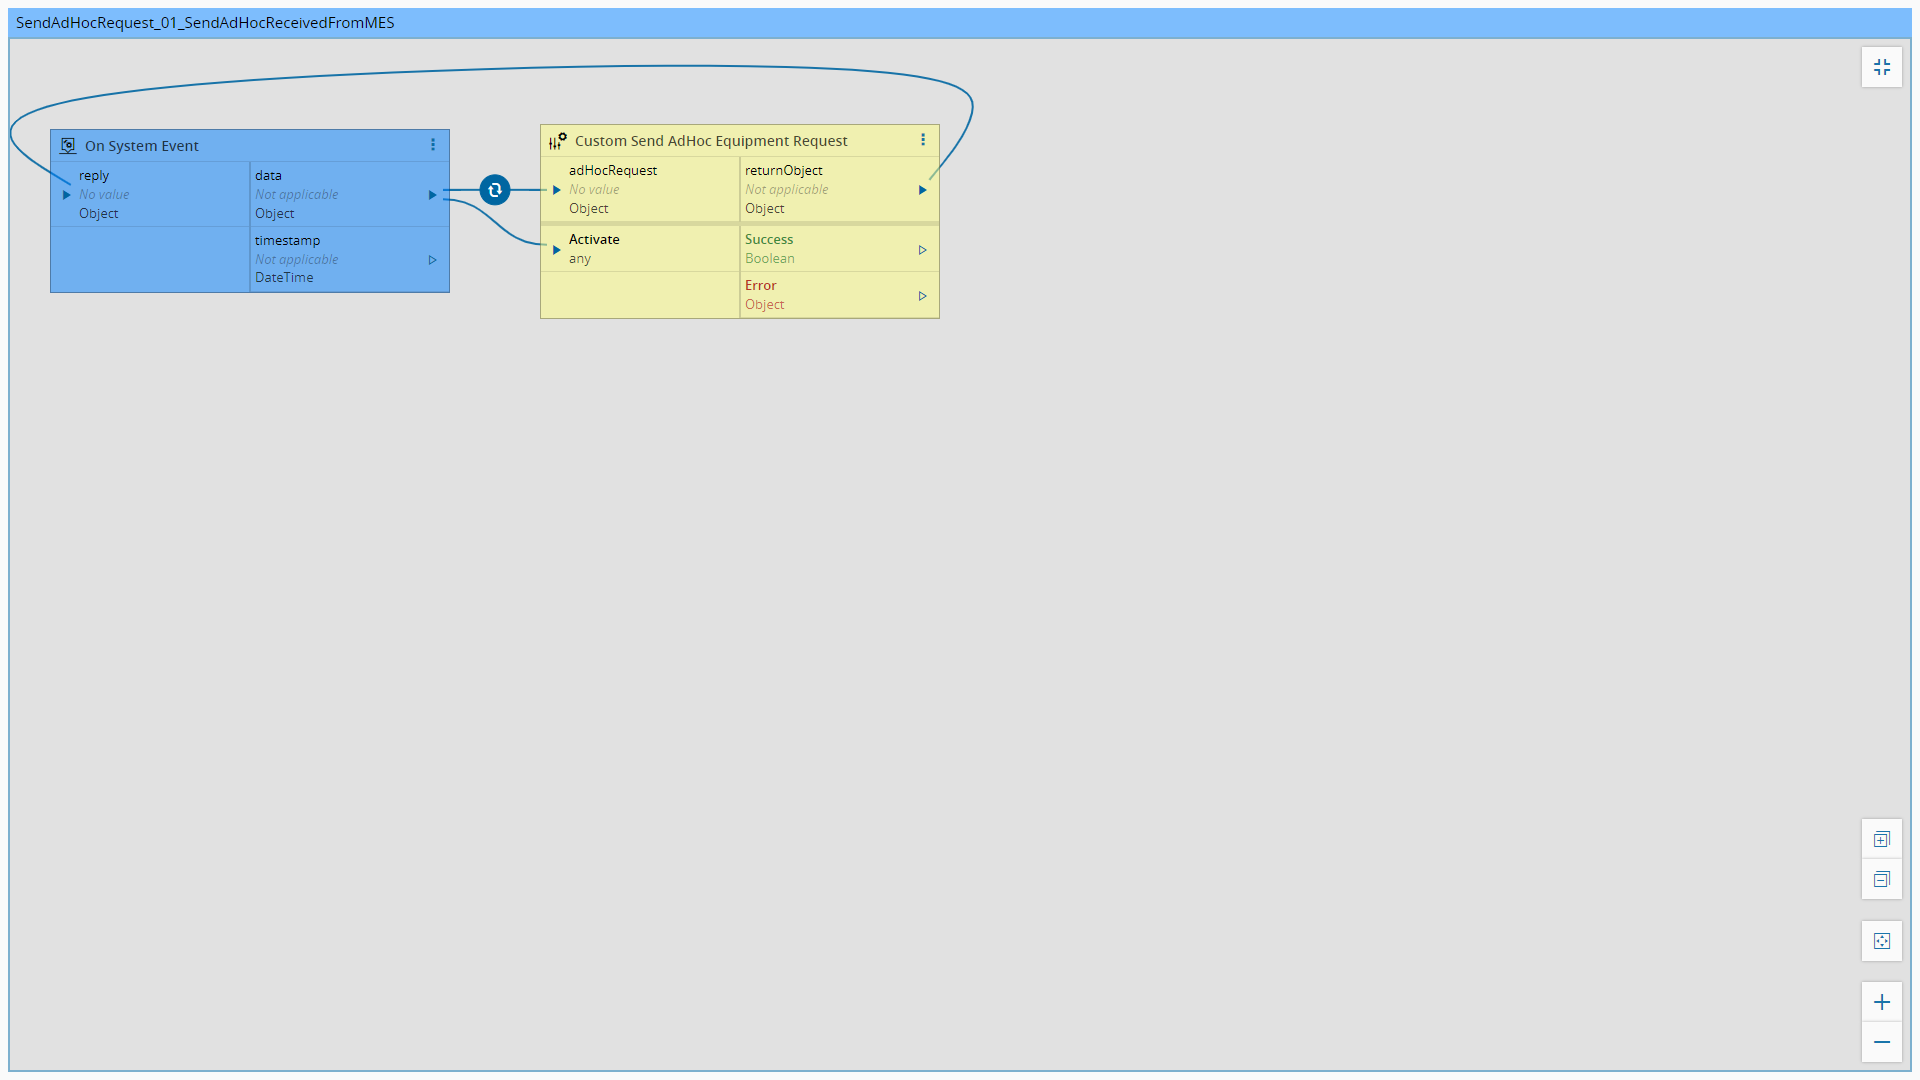 SendAdHocRequest_01_SendAdHocReceivedFromMES
On System Event
reply
No value
Object
data
Not applicable
Object
timestamp
Not applicable
DateTime
Custom Send AdHoc Equipment Request
adHocRequest
No value
Object
returnObject
Not applicable
Object
Activate
any
Success
Boolean
Error
Object